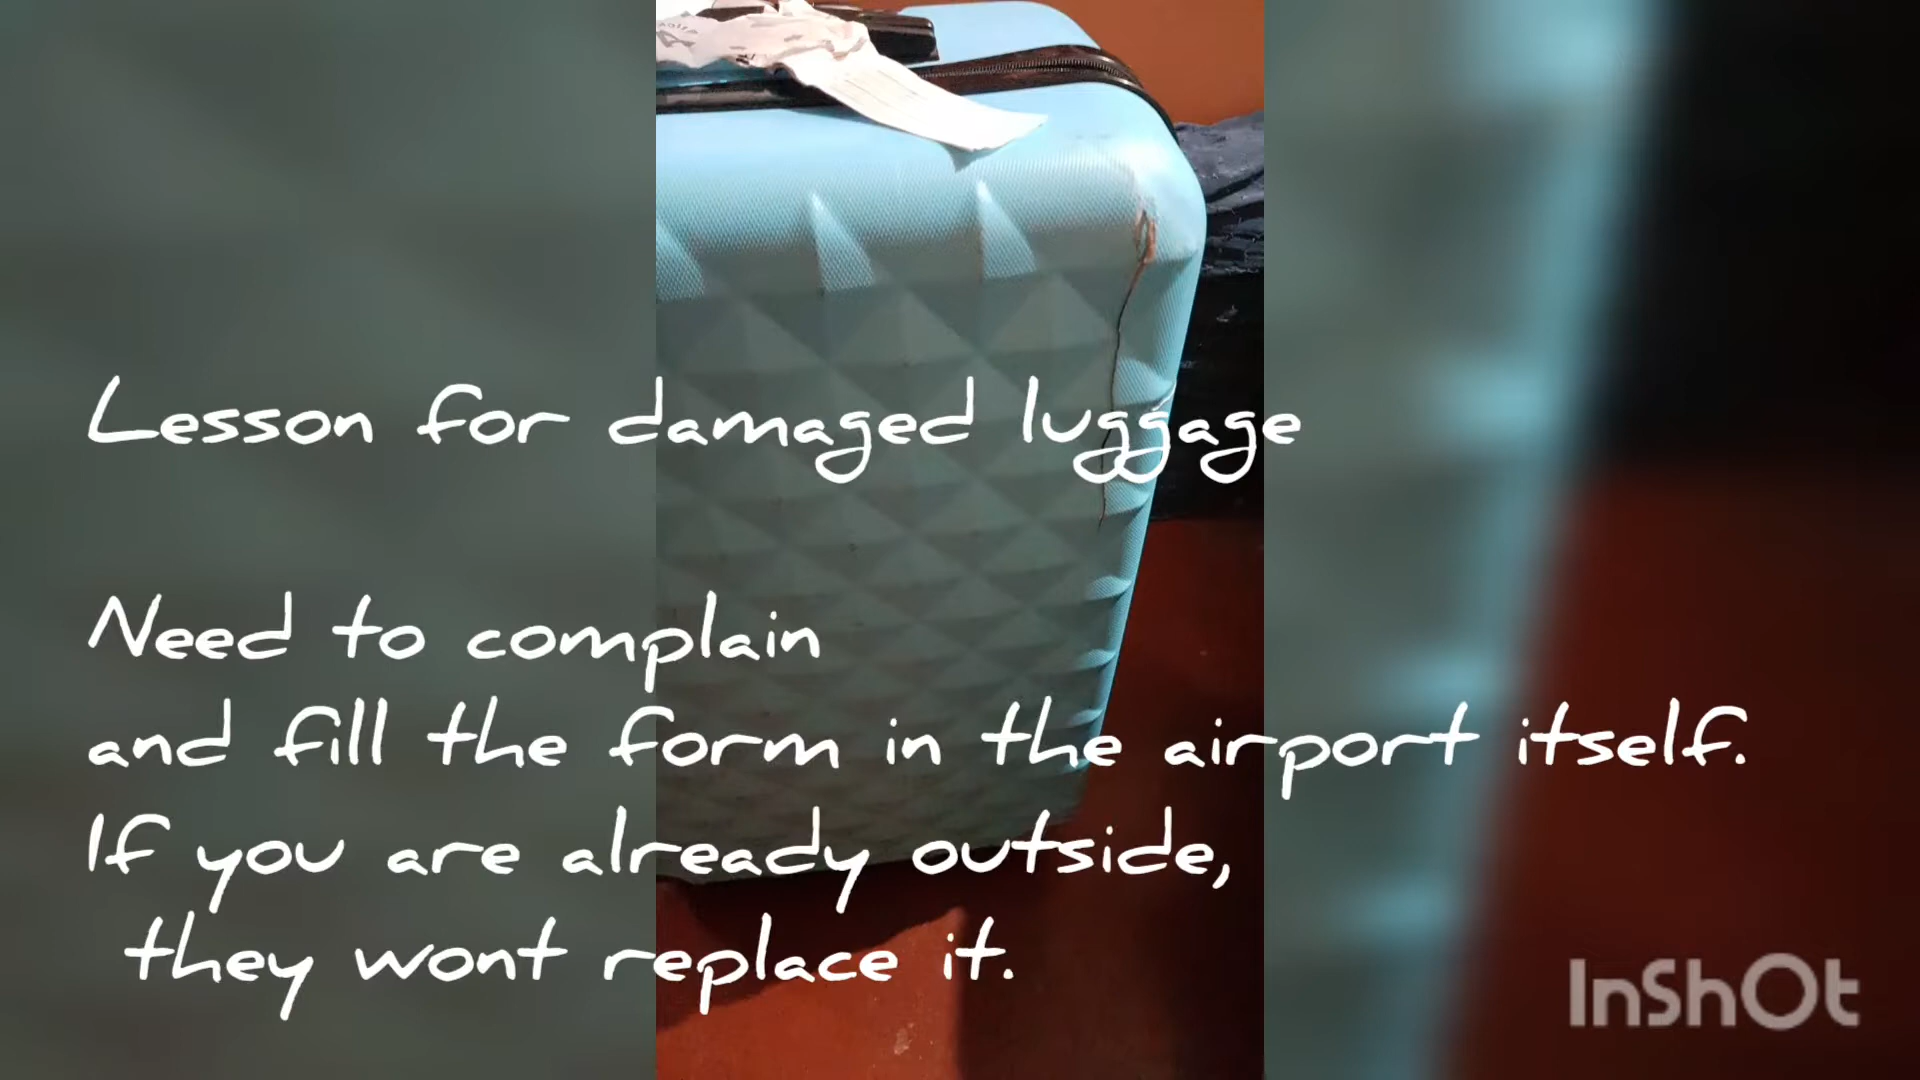 Lesson for damaged luggage
Need to complain
and fill the form in the airport itself.
If you are already outside,
they wont replace it.
InShOt